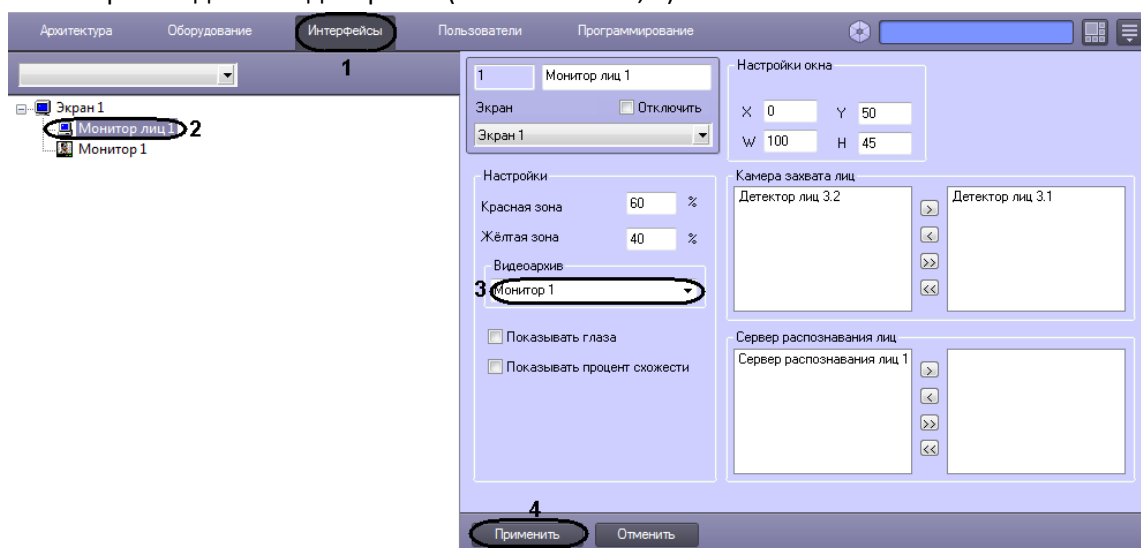 Архитектура Оборудование Интерфейсы Пользователи Программирование
1
Экран 1
Монитор лиц 1 2
Монитор 1
1 Монитор лиц 1
Экран Отключить
Экран 1
Настройки окна
X 0 Y 50
W 100 H 45
Настройки
Красная зона 60 %
Жёлтая зона 40 %
Видеоархив
3 Монитор 1
Показывать глаза
Показывать процент схожести
Камера захвата лиц
Детектор лиц 3.2 > Детектор лиц 3.1
<
>>
<<
Сервер распознавания лиц
Сервер распознавания лиц 1 >
<
>>
<<
4
Применить Отменить